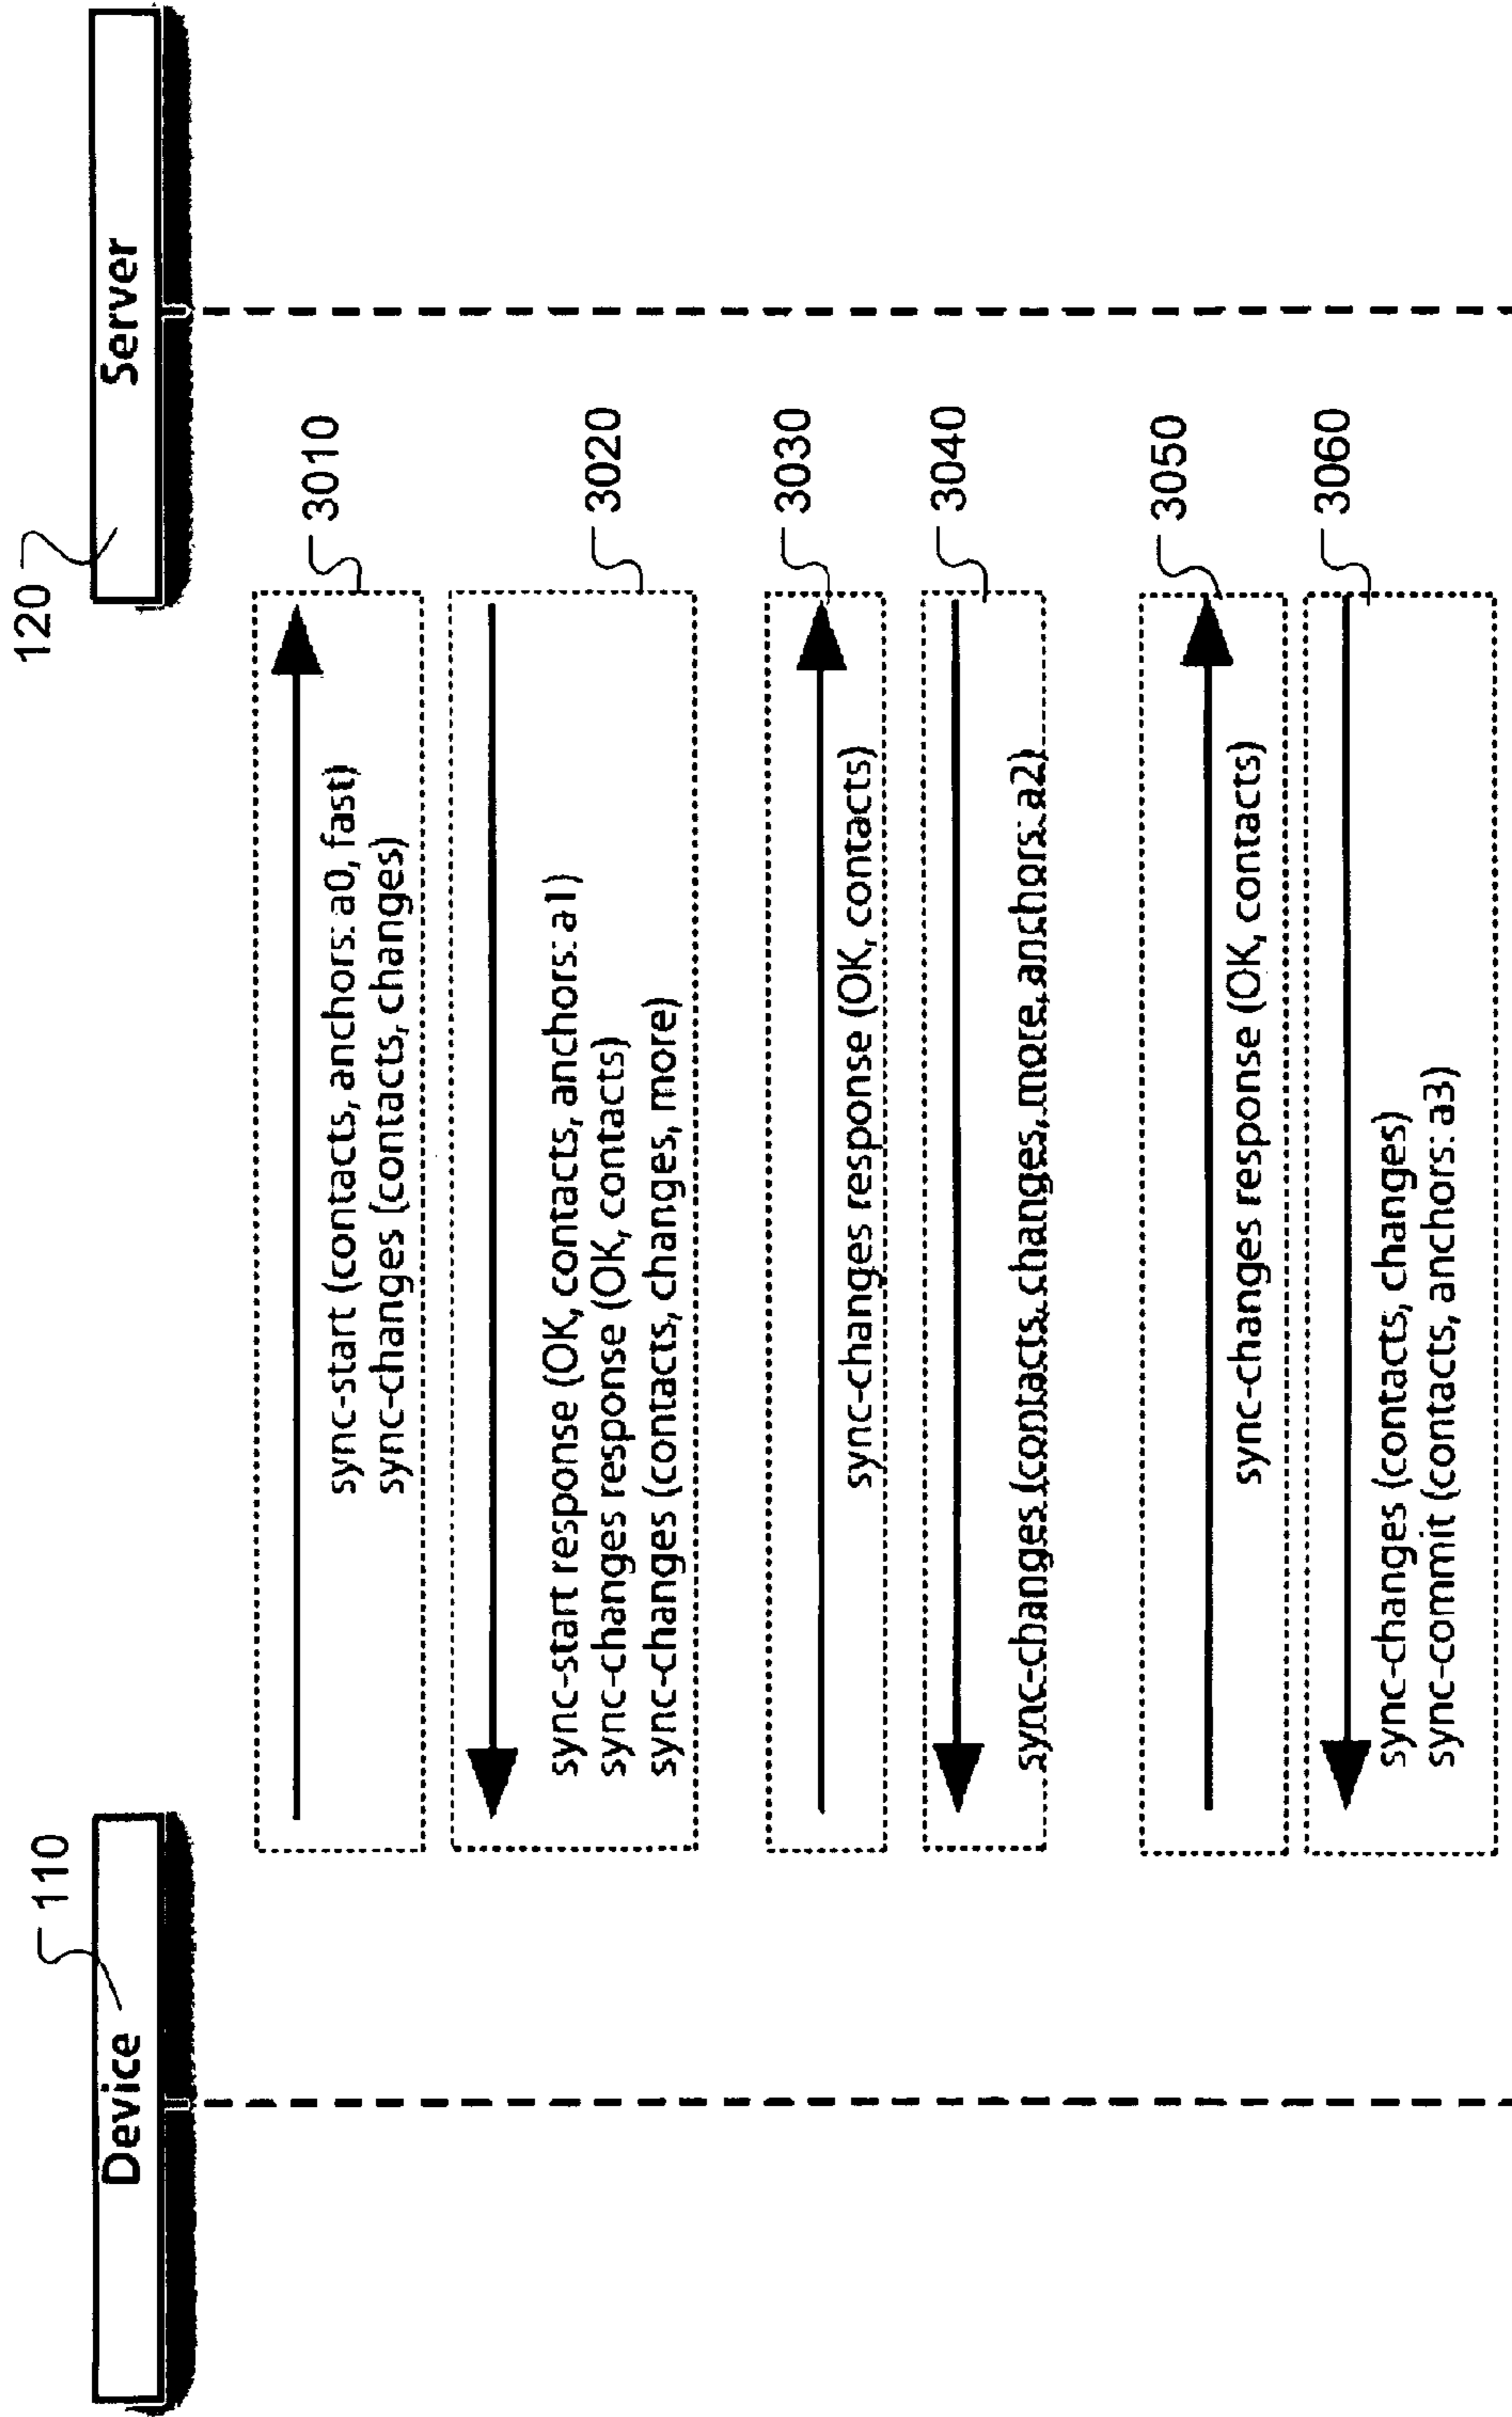 110
Device
120
Server
3010
sync-start (contacts, anchors: a0, fast)
sync-changes (contacts, changes)
3020
sync-start response (OK, contacts, anchors: a1)
sync-changes response (OK, contacts)
sync-changes (contacts, changes, more)
3030
sync-changes response (OK, contacts)
3040
sync-changes (contacts, changes, more, anchors: a2)
3050
sync-changes response (OK, contacts)
3060
sync-changes (contacts, changes)
sync-commit (contacts, anchors: a3)